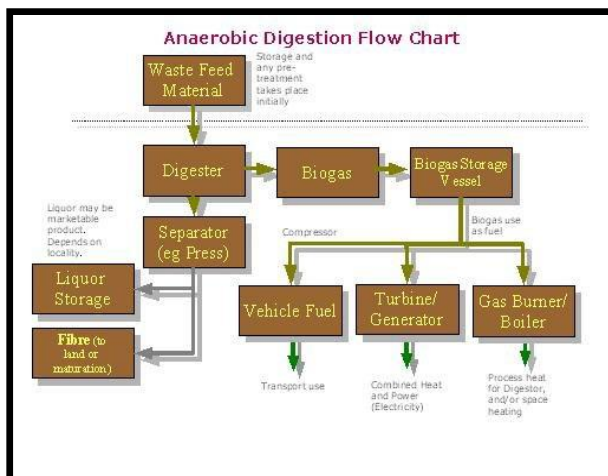 Anaerobic Digestion Flow Chart
Waste Feed
Material
Storage and
any pre-
treatment
takes place
initially
Digester
Biogas
Biogas Storage
Vessel
Liquor may be
marketable
product.
Depends on
locality.
Separator
(eg Press)
Compressor
Biogas use
as fuel
Liquor
Storage
Vehicle Fuel
Turbine/
Generator
Gas Burner/
Boiler
Fibre (to
land or
maturation)
Transport use
Combined Heat
and Power
(Electricity)
Process heat
for Digestor,
and/or space
heating